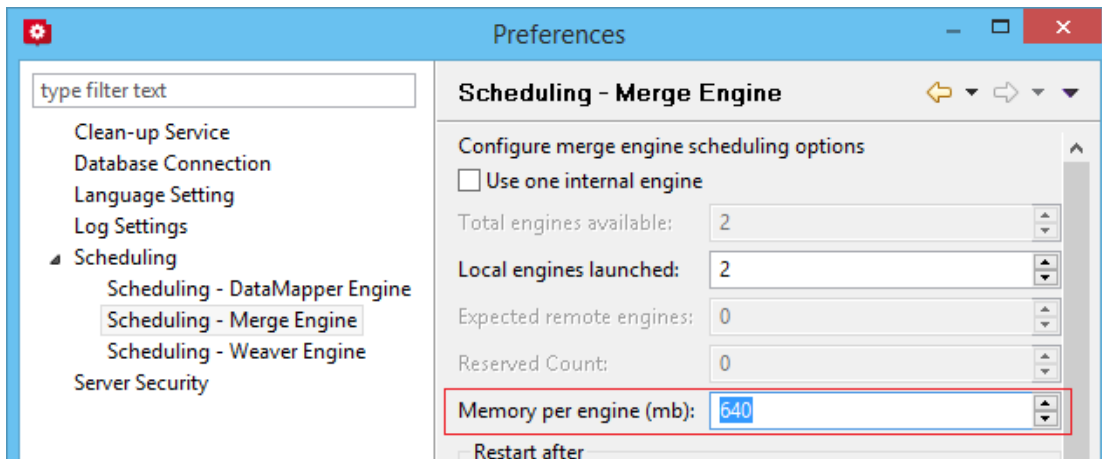 Preferences
type filter text
Clean-up Service
Database Connection
Language Setting
Log Settings
Scheduling
Scheduling - DataMapper Engine
Scheduling - Merge Engine
Scheduling - Weaver Engine
Server Security
Scheduling - Merge Engine
Configure merge engine scheduling options
Use one internal engine
Total engines available: 2
Local engines launched: 2
Expected remote engines: 0
Reserved Count: 0
Memory per engine (mb): 640
Restart after